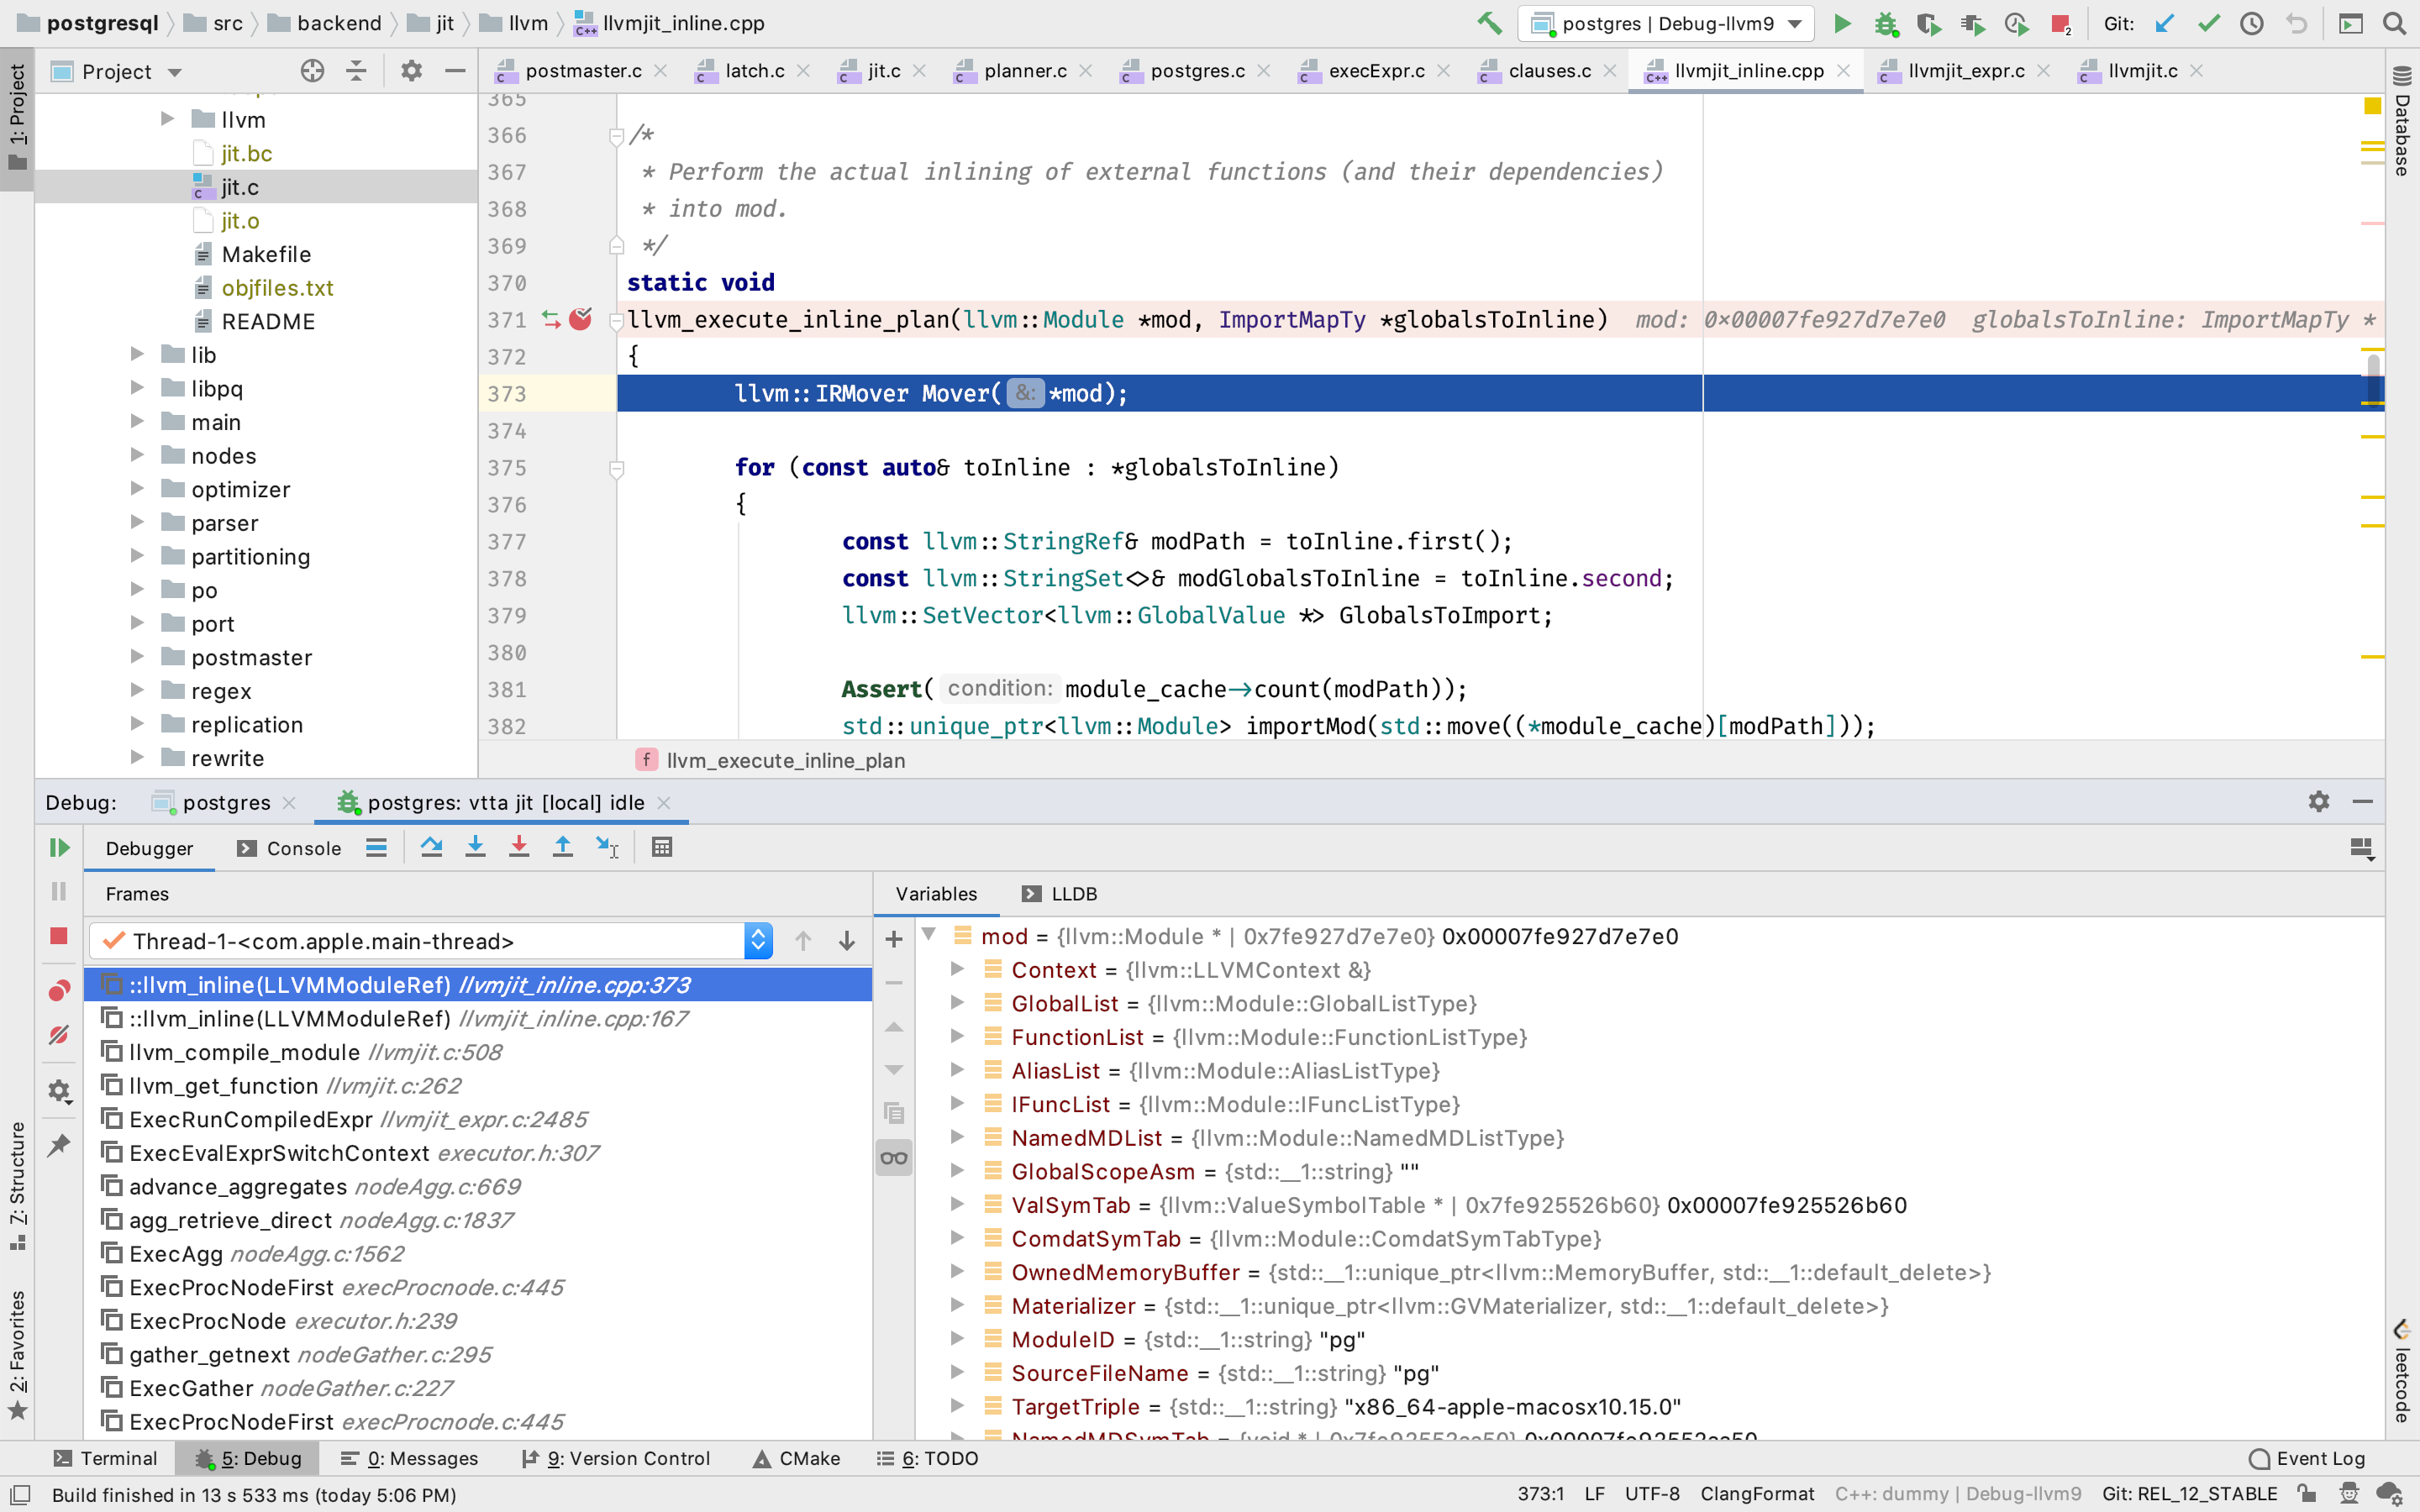 postgresql src backend jit llvm llvmjit_inline.cpp postgres | Debug-llvm9 Git:
1: Project
Project
postmaster.c latch.c jit.c planner.c postgres.c execExpr.c clauses.c llvmjit_inline.cpp llvmjit_expr.c llvmjit.c
Database
llvm
jit.bc
jit.c
jit.o
Makefile
objfiles.txt
README
lib
libpq
main
nodes
optimizer
parser
partitioning
po
port
postmaster
regex
replication
rewrite
365
366 /*
367 * Perform the actual inlining of external functions (and their dependencies)
368 * into mod.
369 */
370 static void
371 llvm_execute_inline_plan(llvm::Module *mod, ImportMapTy *globalsToInline) mod: 0x00007fe927d7e7e0 globalsToInline: ImportMapTy *
372 {
373 llvm::IRMover Mover( &: *mod);
374
375 for (const auto& toInline : *globalsToInline)
376 {
377 const llvm::StringRef& modPath = toInline.first();
378 const llvm::StringSet<>& modGlobalsToInline = toInline.second;
379 llvm::SetVector<llvm::GlobalValue *> GlobalsToImport;
380
381 Assert( condition: module_cache->count(modPath));
382 std::unique_ptr<llvm::Module> importMod(std::move((*module_cache)[modPath]));
f llvm_execute_inline_plan
Debug: postgres postgres: vtta jit [local] idle
Debugger Console
Frames
Thread-1-<com.apple.main-thread>
::llvm_inline(LLVMModuleRef) llvmjit_inline.cpp:373
::llvm_inline(LLVMModuleRef) llvmjit_inline.cpp:167
llvm_compile_module llvmjit.c:508
llvm_get_function llvmjit.c:262
ExecRunCompiledExpr llvmjit_expr.c:2485
ExecEvalExprSwitchContext executor.h:307
advance_aggregates nodeAgg.c:669
agg_retrieve_direct nodeAgg.c:1837
ExecAgg nodeAgg.c:1562
ExecProcNodeFirst execProcnode.c:445
ExecProcNode executor.h:239
gather_getnext nodeGather.c:295
ExecGather nodeGather.c:227
ExecProcNodeFirst execProcnode.c:445
Variables LLDB
mod = {llvm::Module * | 0x7fe927d7e7e0} 0x00007fe927d7e7e0
Context = {llvm::LLVMContext &}
GlobalList = {llvm::Module::GlobalListType}
FunctionList = {llvm::Module::FunctionListType}
AliasList = {llvm::Module::AliasListType}
IFuncList = {llvm::Module::IFuncListType}
NamedMDList = {llvm::Module::NamedMDListType}
GlobalScopeAsm = {std::__1::string} ""
ValSymTab = {llvm::ValueSymbolTable * | 0x7fe925526b60} 0x00007fe925526b60
ComdatSymTab = {llvm::Module::ComdatSymTabType}
OwnedMemoryBuffer = {std::__1::unique_ptr<llvm::MemoryBuffer, std::__1::default_delete>}
Materializer = {std::__1::unique_ptr<llvm::GVMaterializer, std::__1::default_delete>}
ModuleID = {std::__1::string} "pg"
SourceFileName = {std::__1::string} "pg"
TargetTriple = {std::__1::string} "x86_64-apple-macosx10.15.0"
7: Structure
2: Favorites
leetcode
Terminal 5: Debug 0: Messages 9: Version Control CMake 6: TODO Event Log
Build finished in 13 s 533 ms (today 5:06 PM) 373:1 LF UTF-8 ClangFormat C++: dummy | Debug-llvm9 Git: REL_12_STABLE